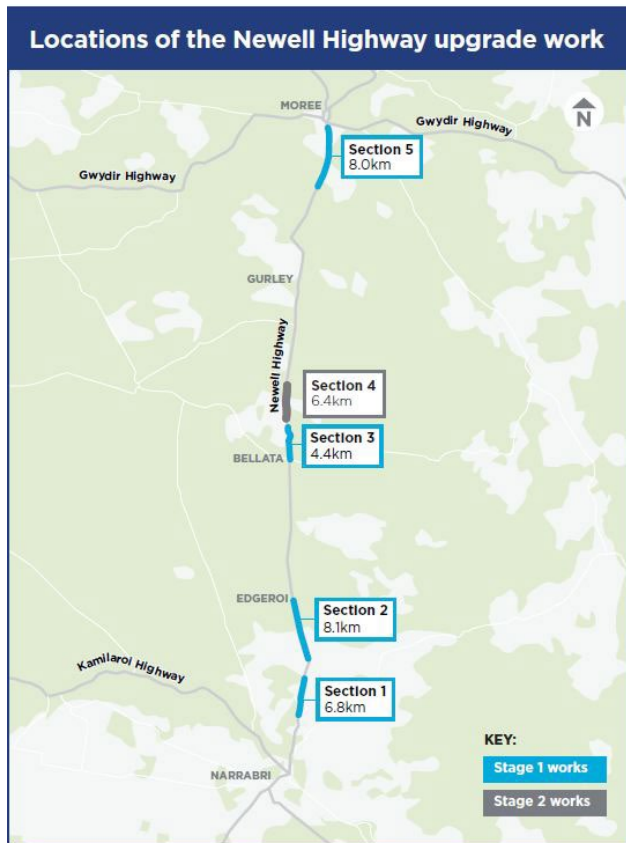 Locations of the Newell Highway upgrade work
MOREE
Gwydir Highway
N
Section 5
8.0km
Gwydir Highway
GURLEY
Newell Highway
Section 4
6.4km
Section 3
4.4km
BELLATA
EDGEROI
Section 2
8.1km
Kamilaroi Highway
Section 1
6.8km
KEY:
Stage 1 works
NARRABRI
Stage 2 works